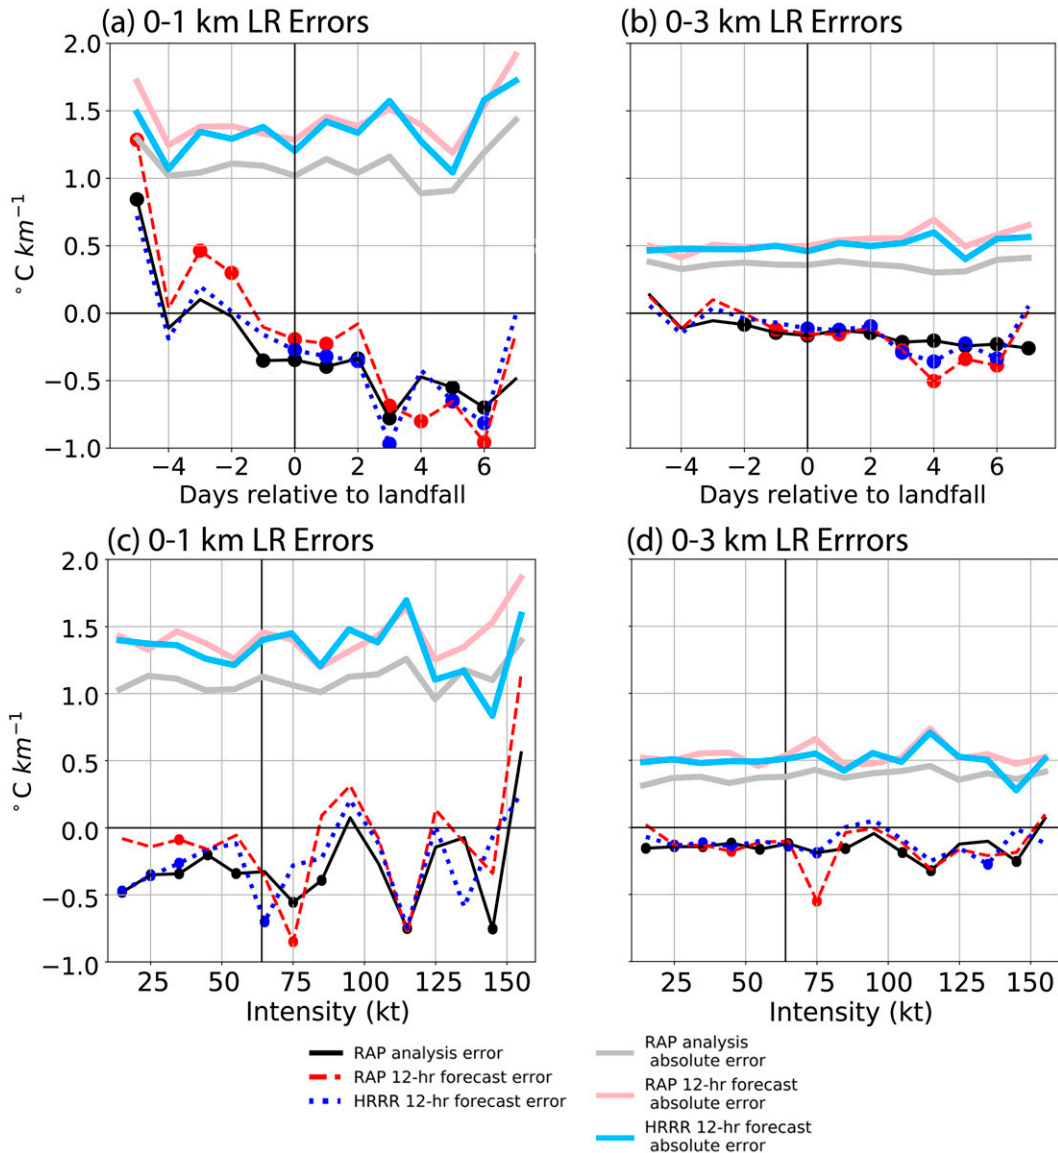 (a) 0-1 km LR Errors
(b) 0-3 km LR Errrors
2.0
1.5
1.0
0.5
0.0
−0.5
−1.0
°C km−1
−4 −2 0 2 4 6
Days relative to landfall
−4 −2 0 2 4 6
Days relative to landfall
(c) 0-1 km LR Errors
(d) 0-3 km LR Errrors
2.0
1.5
1.0
0.5
0.0
−0.5
−1.0
°C km−1
25 50 75 100 125 150
Intensity (kt)
25 50 75 100 125 150
Intensity (kt)
RAP analysis error
RAP 12-hr forecast error
HRRR 12-hr forecast error
RAP analysis
absolute error
RAP 12-hr forecast
absolute error
HRRR 12-hr forecast
absolute error